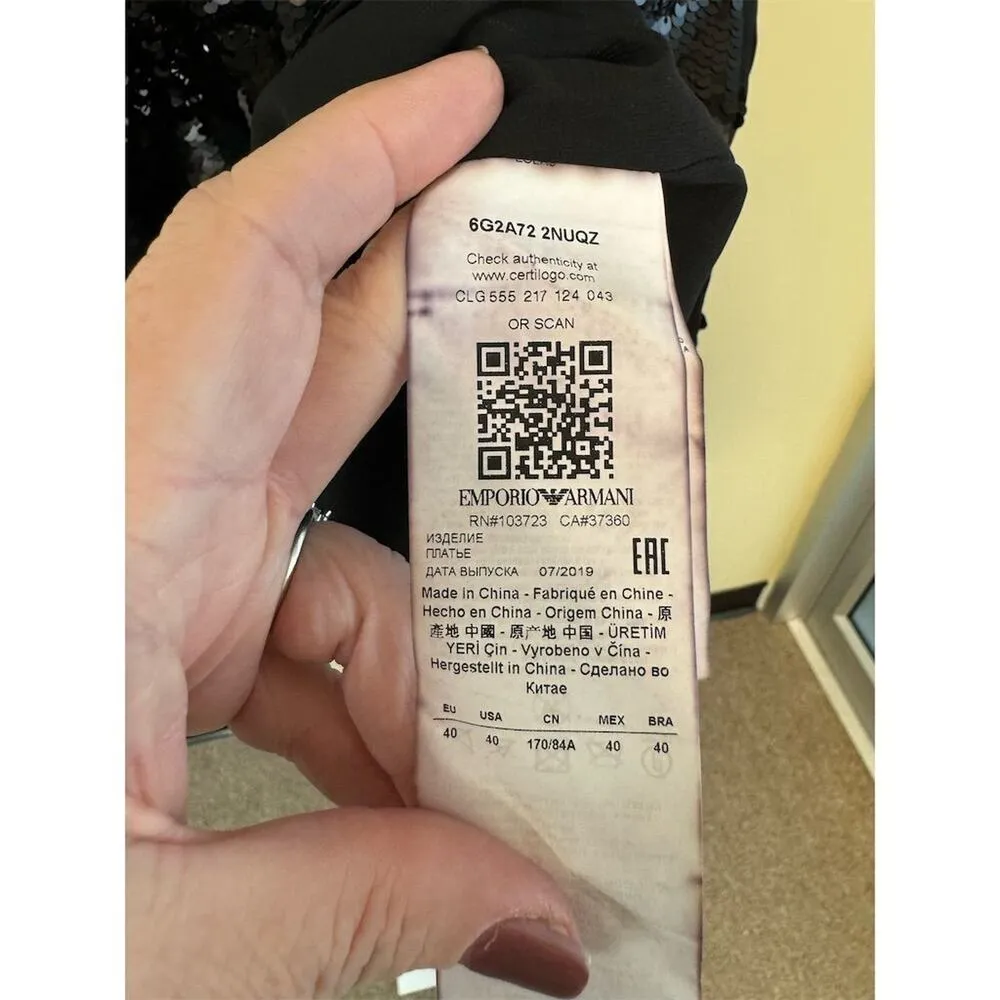 6G2A72 2NUQZ
Check authenticity at
www.certilogo.com
CLG 555 217 124 043
OR SCAN
EMPORIO ARMANI
RN#103723 CA#37360
ИЗДЕЛИЕ
ПЛАТЬЕ
ДАТА ВЫПУСКА 07/2019
EAC
Made in China - Fabriqué en Chine -
Hecho en China - Origem China - 原
產地 中國 - 原产地 中国 - ÜRETİM
YERİ Çin - Vyrobeno v Čína -
Hergestellt in China - Сделано во
Китае
EU USA CN MEX BRA
40 40 170/84A 40 40